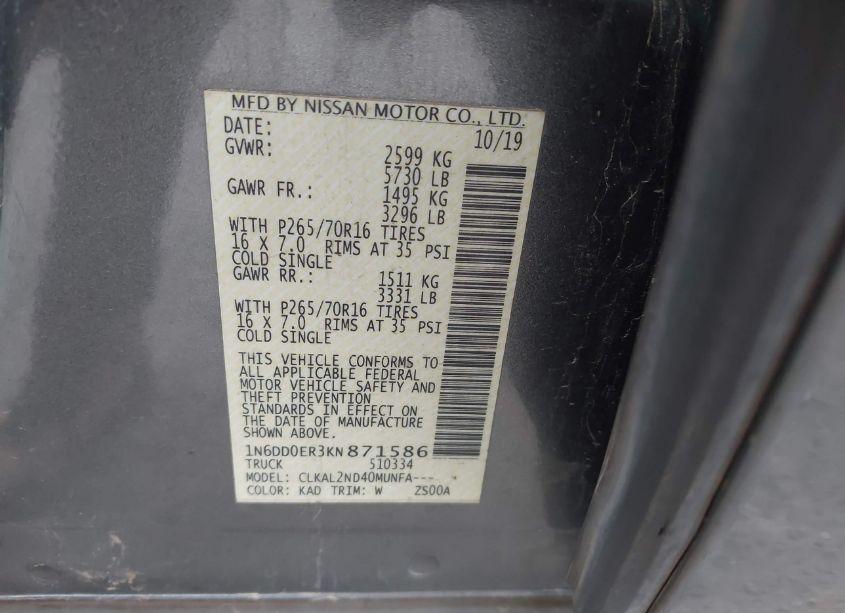 MFD BY NISSAN MOTOR CO., LTD.
DATE: 10/19
GVWR: 2599 KG
5730 LB
GAWR FR.: 1495 KG
3296 LB
WITH P265/70R16 TIRES
16 X 7.0 RIMS AT 35 PSI
COLD SINGLE
GAWR RR.: 1511 KG
3331 LB
WITH P265/70R16 TIRES
16 X 7.0 RIMS AT 35 PSI
COLD SINGLE
THIS VEHICLE CONFORMS TO
ALL APPLICABLE FEDERAL
MOTOR VEHICLE SAFETY AND
THEFT PREVENTION
STANDARDS IN EFFECT ON
THE DATE OF MANUFACTURE
SHOWN ABOVE.
1N6DD0ER3KN871586
TRUCK 510334
MODEL: CLKAL2ND40MUNFA---
COLOR: KAD TRIM: W ZS00A